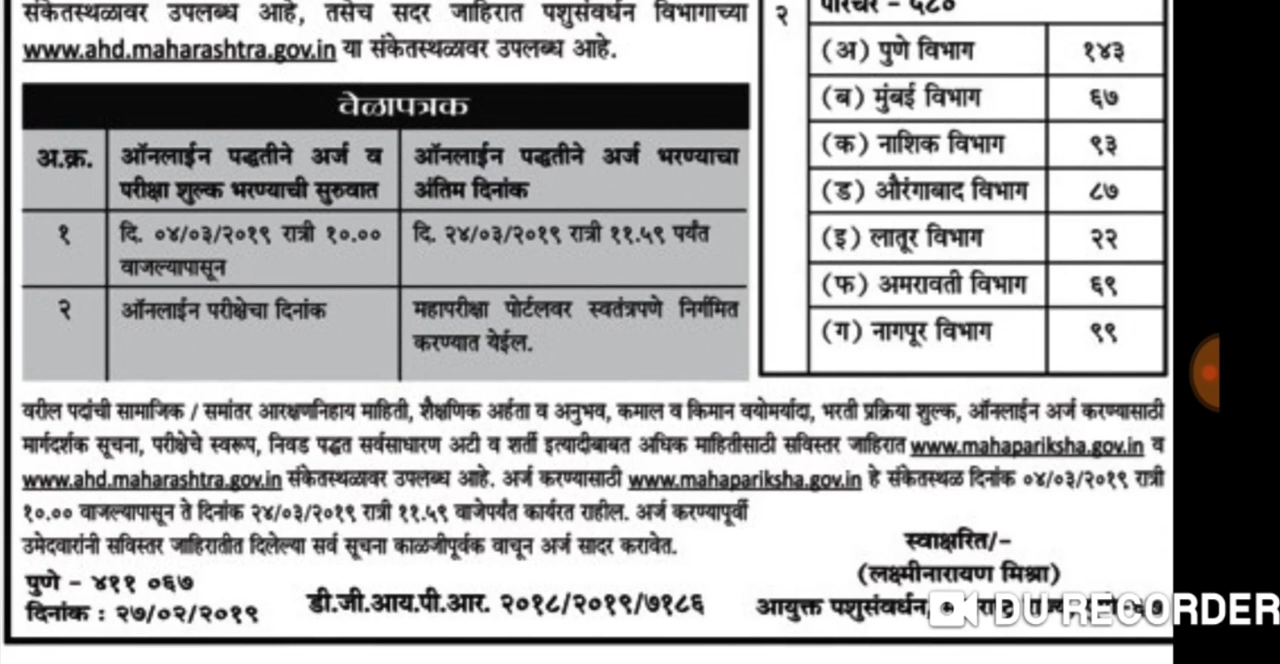 संकेतस्थळावर उपलब्ध आहे, तसेच सदर जाहिरात पशुसंवर्धन विभागाच्या
www.ahd.maharashtra.gov.in या संकेतस्थळावर उपलब्ध आहे.
वेळापत्रक
अ.क्र. ऑनलाईन पद्धतीने अर्ज व परीक्षा शुल्क भरण्याची सुरुवात ऑनलाईन पद्धतीने अर्ज भरण्याचा अंतिम दिनांक
१ दि. ०४/०३/२०१९ रात्री १०.०० वाजल्यापासून दि. २४/०३/२०१९ रात्री ११.५९ पर्यंत
२ ऑनलाईन परीक्षेचा दिनांक महापरीक्षा पोर्टलवर स्वतंत्रपणे निर्गमित करण्यात येईल.
२ परिचर - ५८०
(अ) पुणे विभाग १४३
(ब) मुंबई विभाग ६७
(क) नाशिक विभाग ९३
(ड) औरंगाबाद विभाग ८७
(इ) लातूर विभाग २२
(फ) अमरावती विभाग ६९
(ग) नागपूर विभाग ९९
वरील पदांची सामाजिक / समांतर आरक्षणनिहाय माहिती, शैक्षणिक अर्हता व अनुभव, कमाल व किमान वयोमर्यादा, भरती प्रक्रिया शुल्क, ऑनलाईन अर्ज करण्यासाठी
मार्गदर्शक सूचना, परीक्षेचे स्वरूप, निवड पद्धत सर्वसाधारण अटी व शर्ती इत्यादीबाबत अधिक माहितीसाठी सविस्तर जाहिरात www.mahapariksha.gov.in व
www.ahd.maharashtra.gov.in संकेतस्थळावर उपलब्ध आहे. अर्ज करण्यासाठी www.mahapariksha.gov.in हे संकेतस्थळ दिनांक ०४/०३/२०१९ रात्री
१०.०० वाजल्यापासून ते दिनांक २४/०३/२०१९ रात्री ११.५९ वाजेपर्यंत कार्यरत राहील. अर्ज करण्यापूर्वी
उमेदवारांनी सविस्तर जाहिरातीत दिलेल्या सर्व सूचना काळजीपूर्वक वाचून अर्ज सादर करावेत.
स्वाक्षरित/-
(लक्ष्मीनारायण मिश्रा)
पुणे - ४११ ०६७
दिनांक : २७/०२/२०१९
डी.जी.आय.पी.आर. २०१८/२०१९/७१८६
आयुक्त पशुसंवर्धन,
DU RECORDER